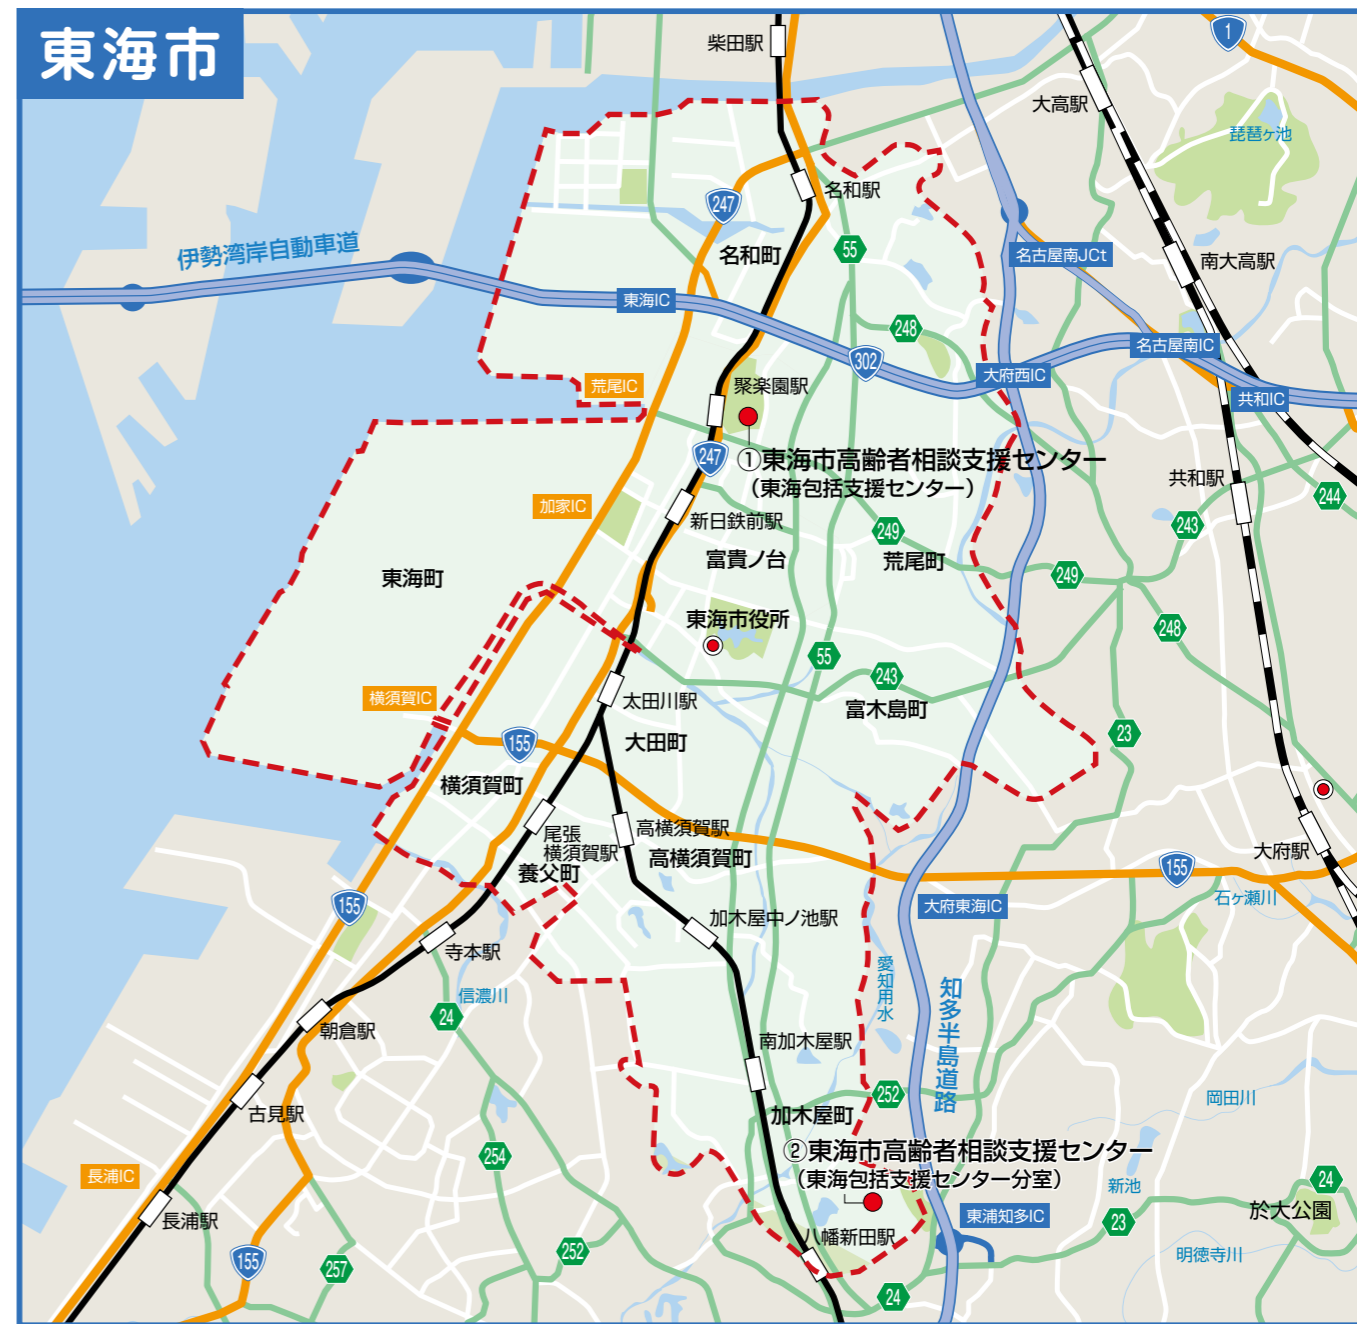 東海市
柴田駅
1
大高駅
琵琶ヶ池
名和駅
247
伊勢湾岸自動車道
名和町
55
名古屋南JCt
南大高駅
東海IC
248
名古屋南IC
302
大府西IC
荒尾IC
聚楽園駅
共和IC
247
①東海市高齢者相談支援センター
（東海包括支援センター）
共和駅
加家IC
新日鉄前駅
244
249
243
富貴ノ台
荒尾町
東海町
249
東海市役所
248
55
243
横須賀IC
太田川駅
富木島町
155
大田町
23
横須賀町
尾張
横須賀駅
高横須賀駅
高横須賀町
大府駅
養父町
155
155
大府東海IC
石ヶ瀬川
加木屋中ノ池駅
寺本駅
愛知用水
信濃川
24
知多半島道路
朝倉駅
南加木屋駅
252
岡田川
古見駅
加木屋町
254
②東海市高齢者相談支援センター
（東海包括支援センター分室）
長浦IC
新池
24
長浦駅
東浦知多IC
23
於大公園
八幡新田駅
252
155
257
明徳寺川
24